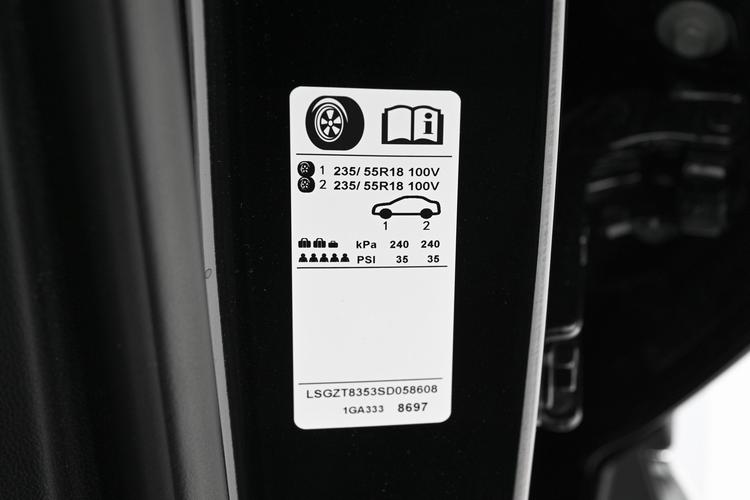 i
1 235/ 55R18 100V
2 235/ 55R18 100V
1 2
kPa 240 240
PSI 35 35
LSGZT8353SD058608
1GA333 8697